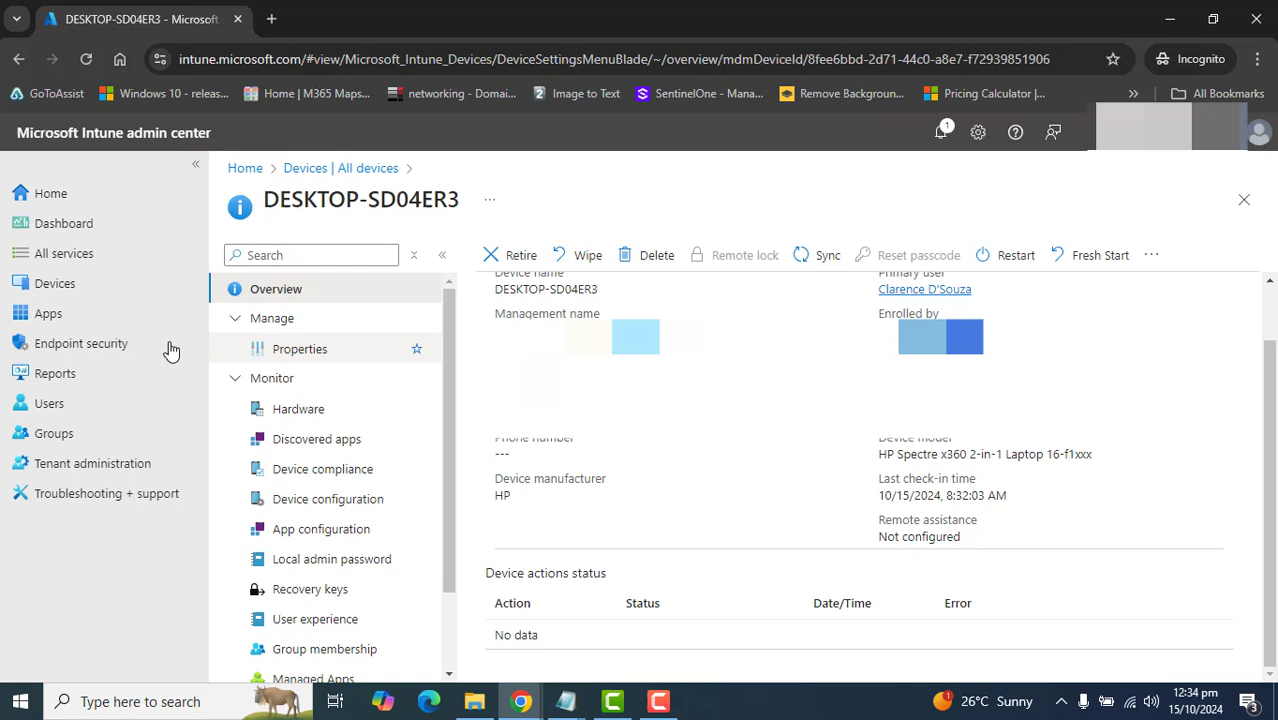 DESKTOP-SD04ER3 - Microsoft
intune.microsoft.com/#view/Microsoft_Intune_Devices/DeviceSettingsMenuBlade/~/overview/mdmDeviceId/8fee6bbd-2d71-44c0-a8e7-f72939851906
Incognito
GoToAssist
Windows 10 - releas...
Home | M365 Maps...
networking - Domai...
Image to Text
SentinelOne - Mana...
Remove Backgroun...
Pricing Calculator |...
All Bookmarks
Microsoft Intune admin center
1
Home
Dashboard
All services
Devices
Apps
Endpoint security
Reports
Users
Groups
Tenant administration
Troubleshooting + support
Home > Devices | All devices >
DESKTOP-SD04ER3
...
Search
Overview
Manage
Properties
Monitor
Hardware
Discovered apps
Device compliance
Device configuration
App configuration
Local admin password
Recovery keys
User experience
Group membership
Managed Apps
Retire
Wipe
Delete
Remote lock
Sync
Reset passcode
Restart
Fresh Start
...
Device name
DESKTOP-SD04ER3
Management name
Phone number
---
Device manufacturer
HP
Primary user
Clarence D'Souza
Enrolled by
Device model
HP Spectre x360 2-in-1 Laptop 16-f1xxx
Last check-in time
10/15/2024, 8:32:03 AM
Remote assistance
Not configured
Device actions status
Action Status Date/Time Error
No data
Type here to search
1
26°C Sunny
12:34 pm
15/10/2024
3